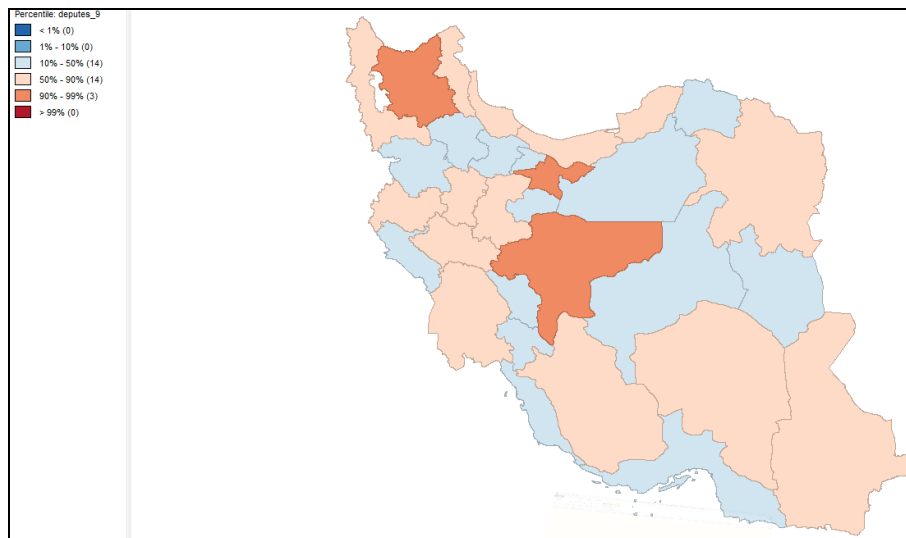 Percentile: deputes_9
< 1% (0)
1% - 10% (0)
10% - 50% (14)
50% - 90% (14)
90% - 99% (3)
> 99% (0)